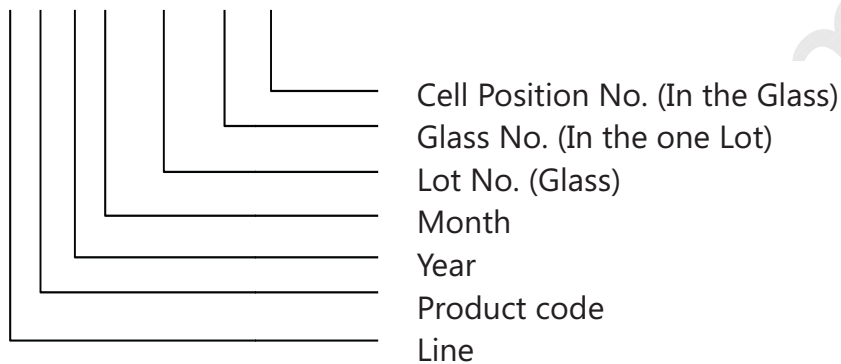 Cell Position No. (In the Glass)
Glass No. (In the one Lot)
Lot No. (Glass)
Month
Year
Product code
Line